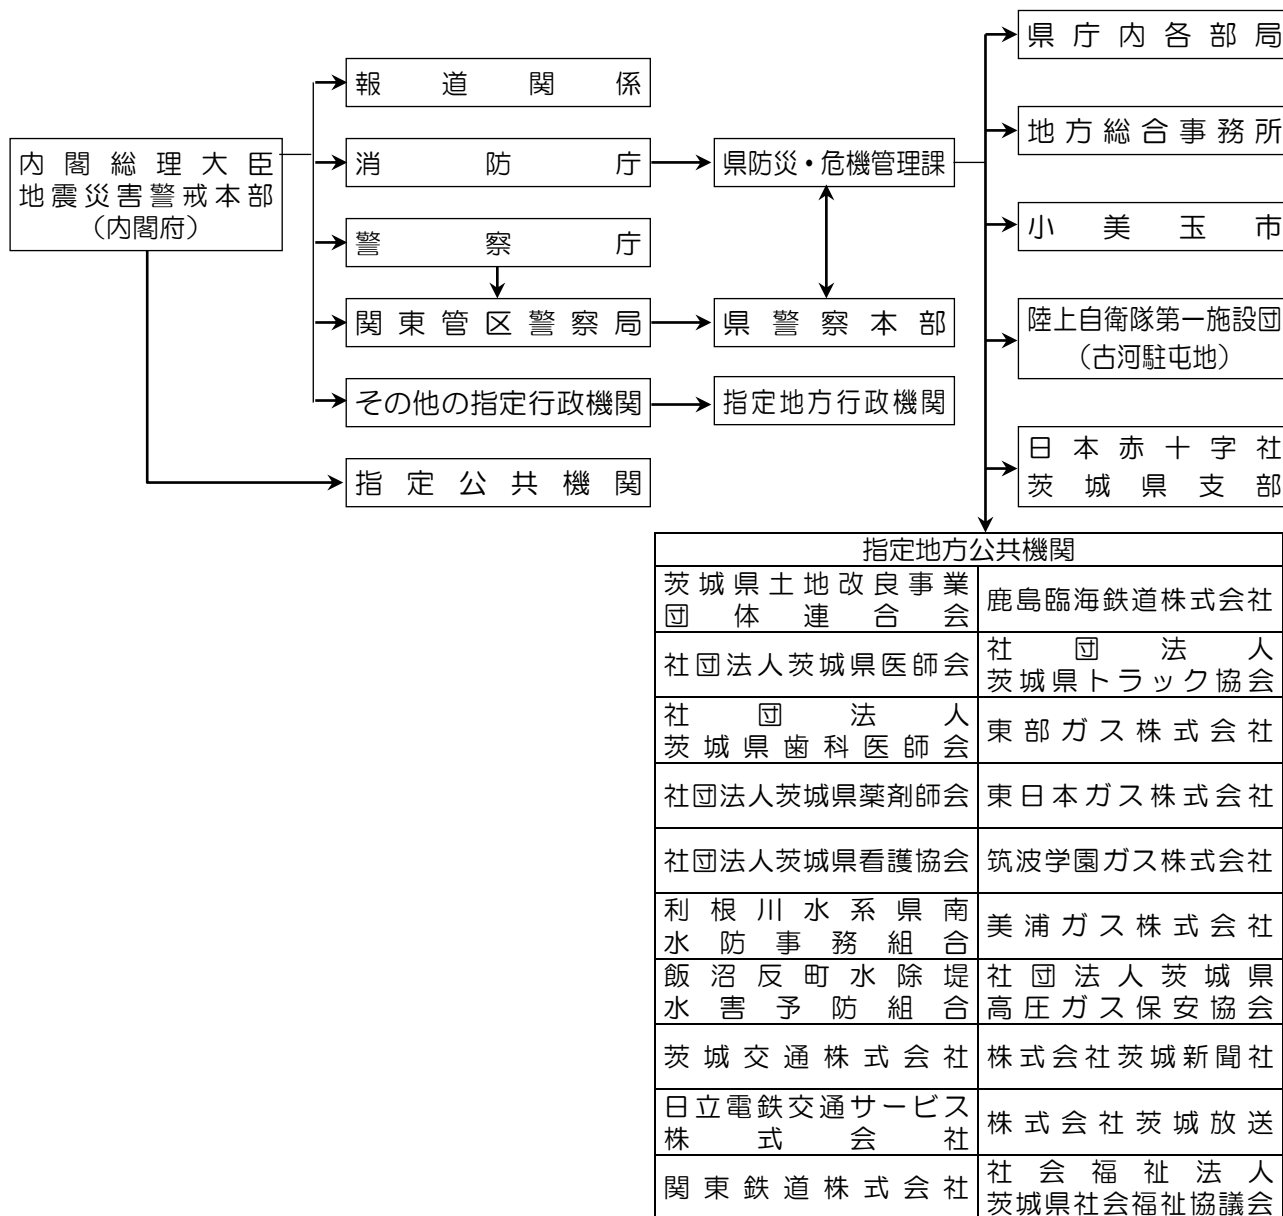 県庁内各部局
報道関係
地方総合事務所
内閣総理大臣
地震災害警戒本部
（内閣府）
消防庁
県防災・危機管理課
小美玉市
警察庁
関東管区警察局
県警察本部
陸上自衛隊第一施設団
（古河駐屯地）
その他の指定行政機関
指定地方行政機関
日本赤十字社
茨城県支部
指定公共機関
指定地方公共機関
茨城県土地改良事業
団体連合会
鹿島臨海鉄道株式会社
社団法人茨城県医師会
社団法人
茨城県トラック協会
社団法人
茨城県歯科医師会
東部ガス株式会社
社団法人茨城県薬剤師会
東日本ガス株式会社
社団法人茨城県看護協会
筑波学園ガス株式会社
利根川水系県南
水防事務組合
美浦ガス株式会社
飯沼反町水除堤
水害予防組合
社団法人茨城県
高圧ガス保安協会
茨城交通株式会社
株式会社茨城新聞社
日立電鉄交通サービス
株式会社
株式会社茨城放送
関東鉄道株式会社
社会福祉法人
茨城県社会福祉協議会